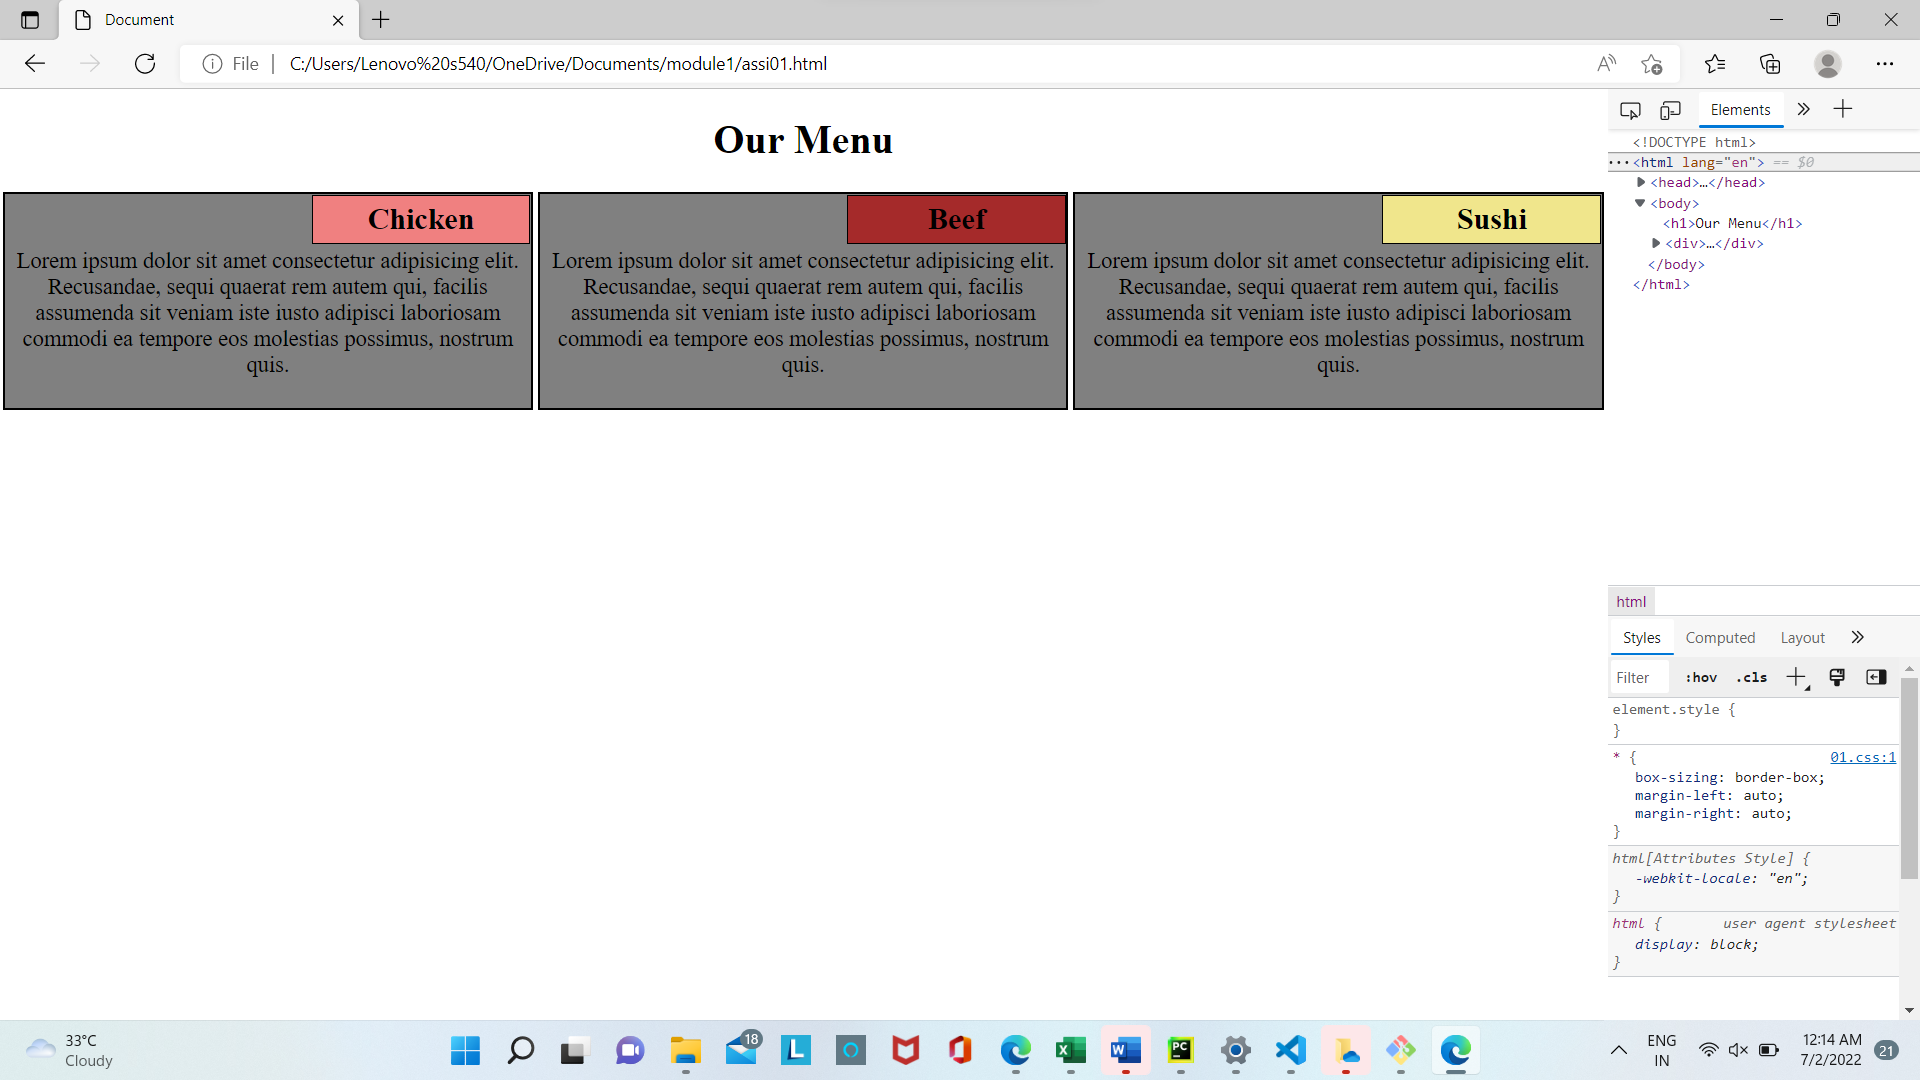 Document
File
C:/Users/Lenovo%20s540/OneDrive/Documents/module1/assi01.html
Our Menu
Chicken
Lorem ipsum dolor sit amet consectetur adipisicing elit.
Recusandae, sequi quaerat rem autem qui, facilis
assumenda sit veniam iste iusto adipisci laboriosam
commodi ea tempore eos molestias possimus, nostrum
quis.
Beef
Lorem ipsum dolor sit amet consectetur adipisicing elit.
Recusandae, sequi quaerat rem autem qui, facilis
assumenda sit veniam iste iusto adipisci laboriosam
commodi ea tempore eos molestias possimus, nostrum
quis.
Sushi
Lorem ipsum dolor sit amet consectetur adipisicing elit.
Recusandae, sequi quaerat rem autem qui, facilis
assumenda sit veniam iste iusto adipisci laboriosam
commodi ea tempore eos molestias possimus, nostrum
quis.
Elements
<!DOCTYPE html>
···<html lang="en"> == $0
<head>…</head>
<body>
<h1>Our Menu</h1>
<div>…</div>
</body>
</html>
html
Styles Computed Layout
Filter :hov .cls
element.style {
}
* { 01.css:1
box-sizing: border-box;
margin-left: auto;
margin-right: auto;
}
html[Attributes Style] {
-webkit-locale: "en";
}
html { user agent stylesheet
display: block;
}
33°C
Cloudy
18
L
PC
ENG
IN
12:14 AM
7/2/2022
21